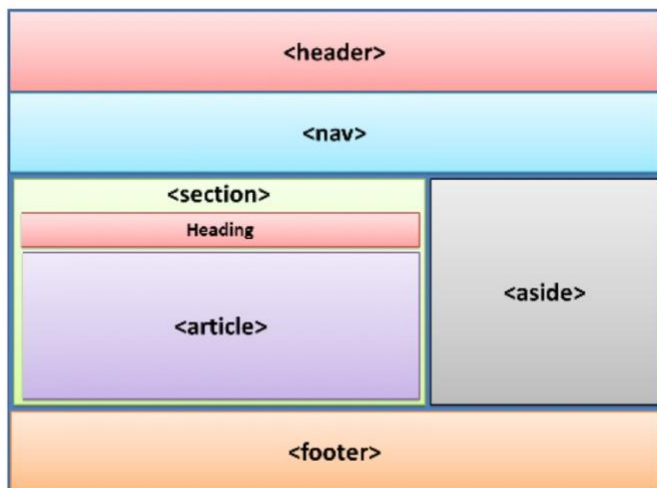 <header>
<nav>
<section>
Heading
<article>
<aside>
<footer>